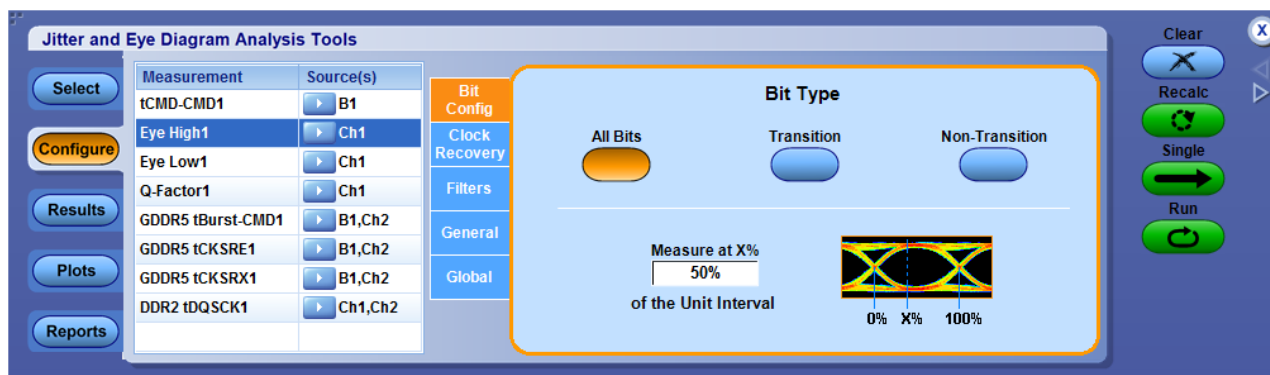 Jitter and Eye Diagram Analysis Tools
Select
Configure
Results
Plots
Reports
Measurement Source(s)
tCMD-CMD1 B1
Eye High1 Ch1
Eye Low1 Ch1
Q-Factor1 Ch1
GDDR5 tBurst-CMD1 B1,Ch2
GDDR5 tCKSRE1 B1,Ch2
GDDR5 tCKSRX1 B1,Ch2
DDR2 tDQSCK1 Ch1,Ch2
Bit
Config
Clock
Recovery
Filters
General
Global
Bit Type
All Bits Transition Non-Transition
Measure at X%
50%
of the Unit Interval
0% X% 100%
Clear
X
Recalc
Single
Run